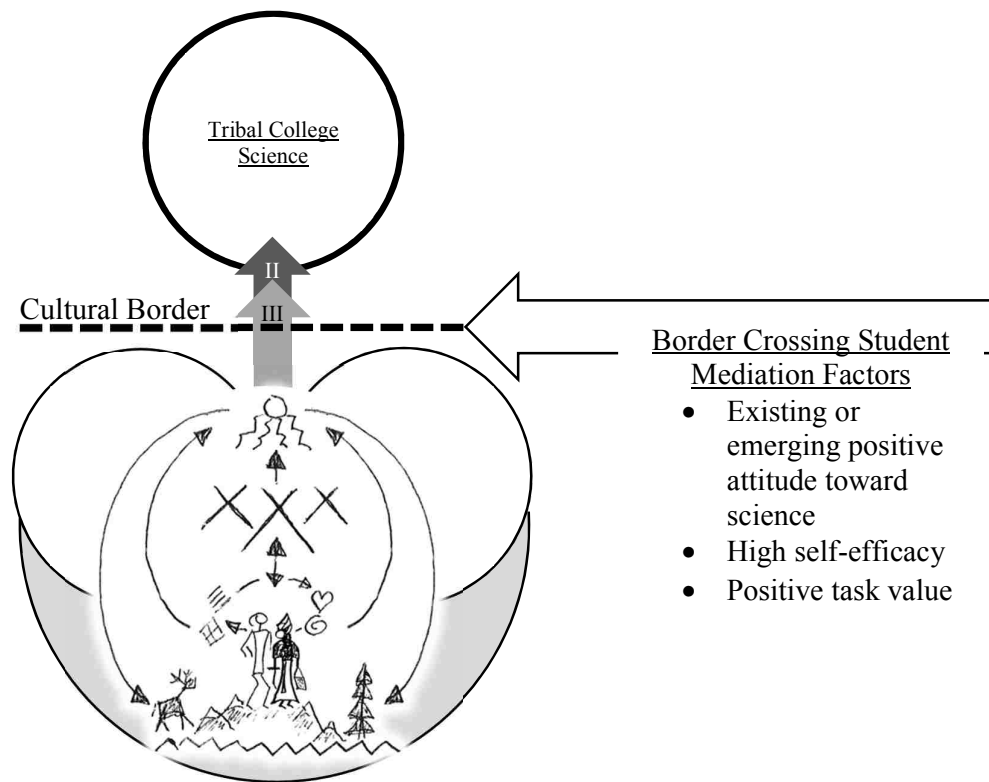 Tribal College
Science
II
III
Cultural Border
Border Crossing Student
Mediation Factors
• Existing or
emerging positive
attitude toward
science
• High self-efficacy
• Positive task value